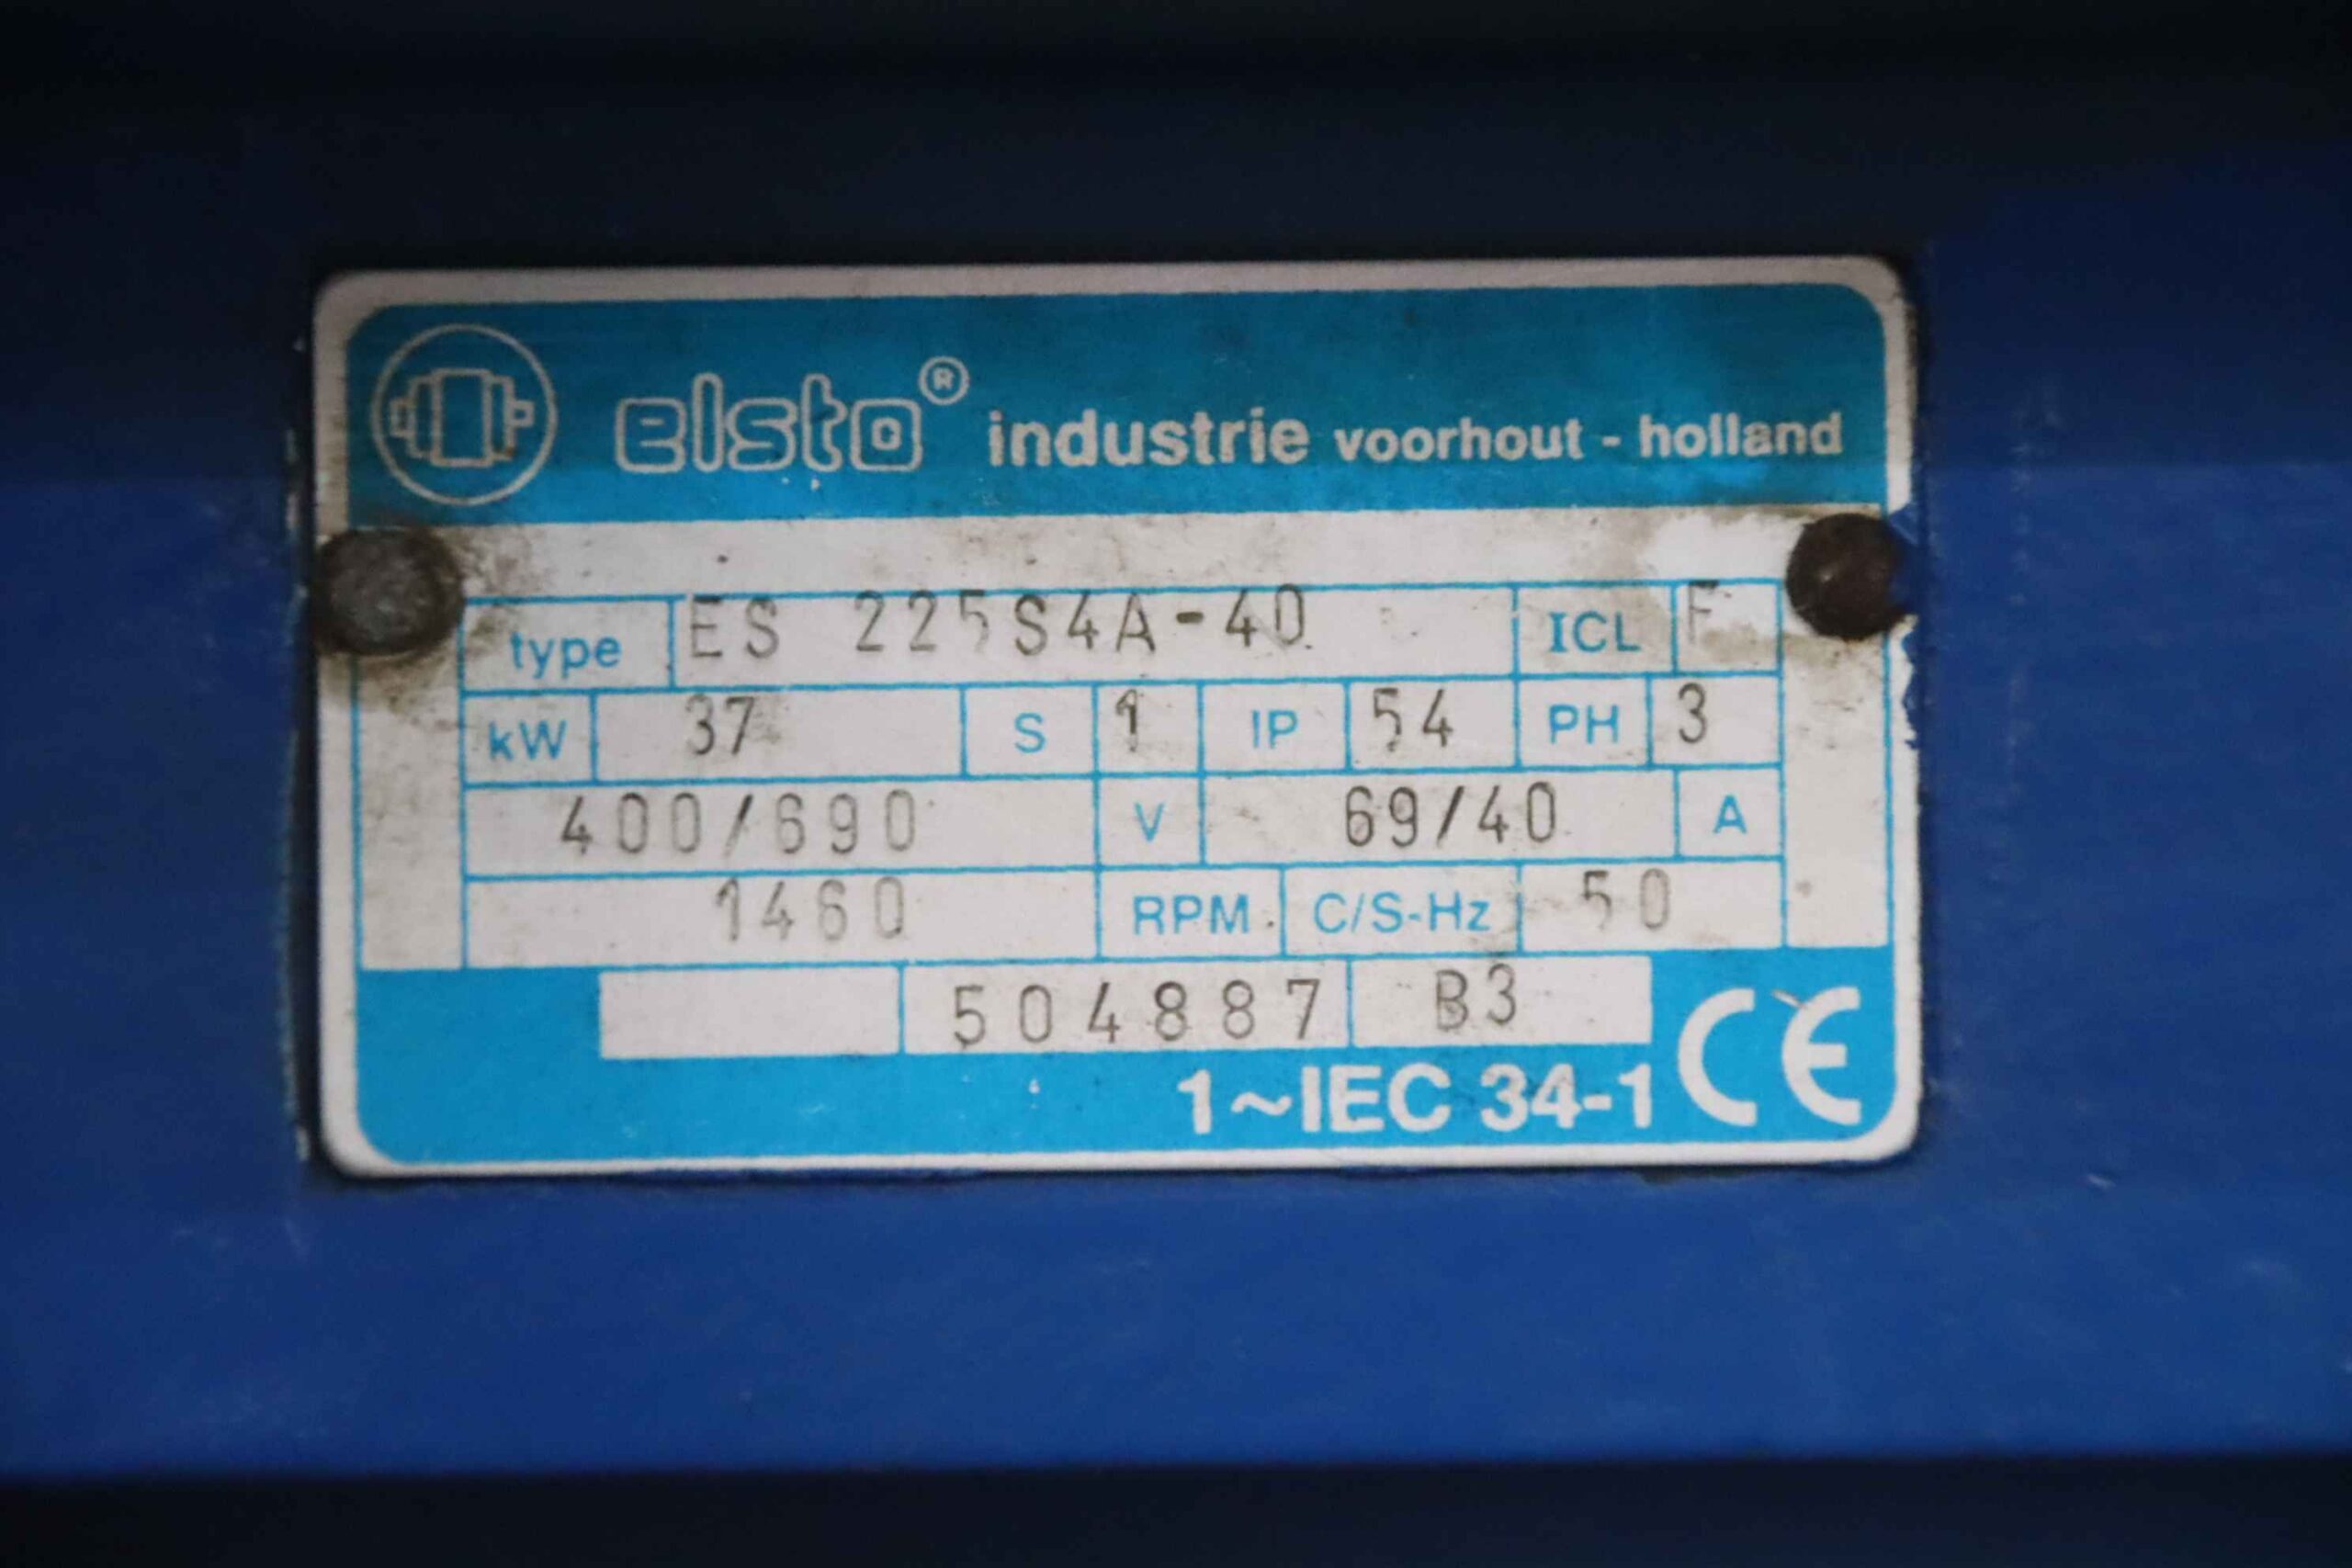 elsto® industrie voorhout - holland
type ES 225S4A-40 ICL F
kW 37 S 1 IP 54 PH 3
400/690 V 69/40 A
1460 RPM. C/S-Hz 50
504887 B3
1~IEC 34-1 CE